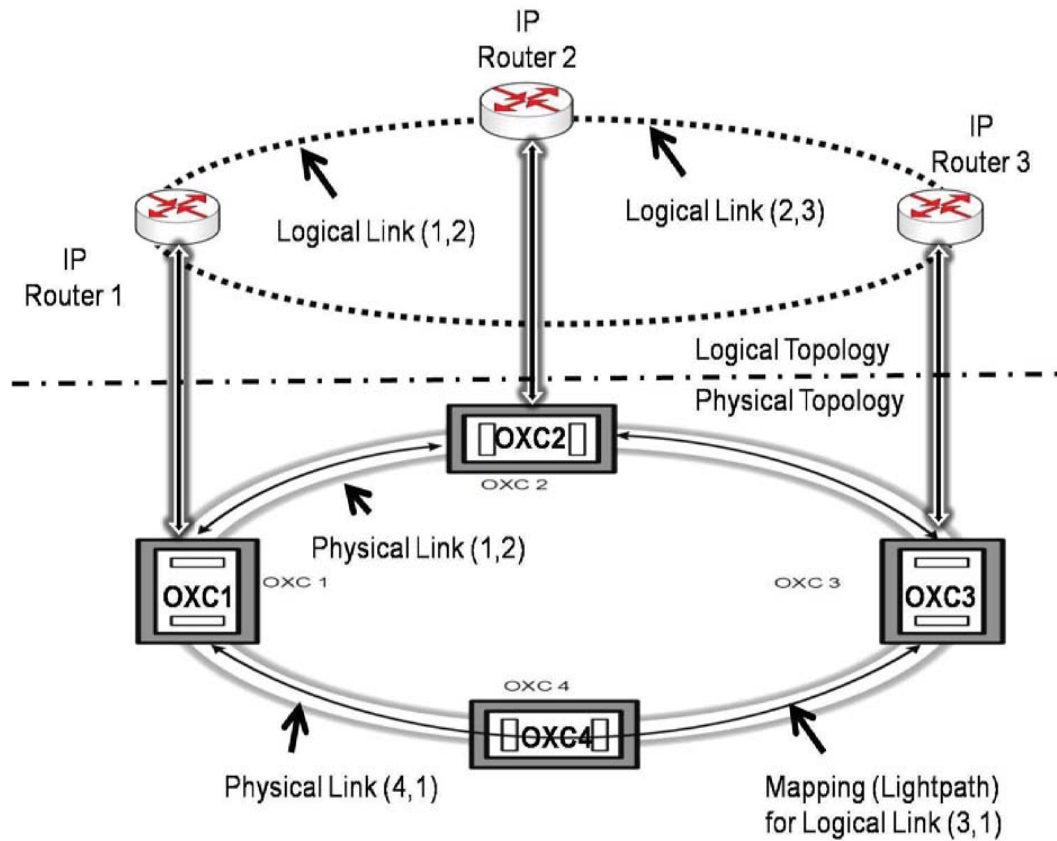 IP
Router 2
IP
Router 3
Logical Link (1,2)
Logical Link (2,3)
IP
Router 1
Logical Topology
Physical Topology
OXC2
OXC 2
Physical Link (1,2)
OXC1
OXC 1
OXC 3
OXC3
OXC 4
OXC4
Physical Link (4,1)
Mapping (Lightpath)
for Logical Link (3,1)